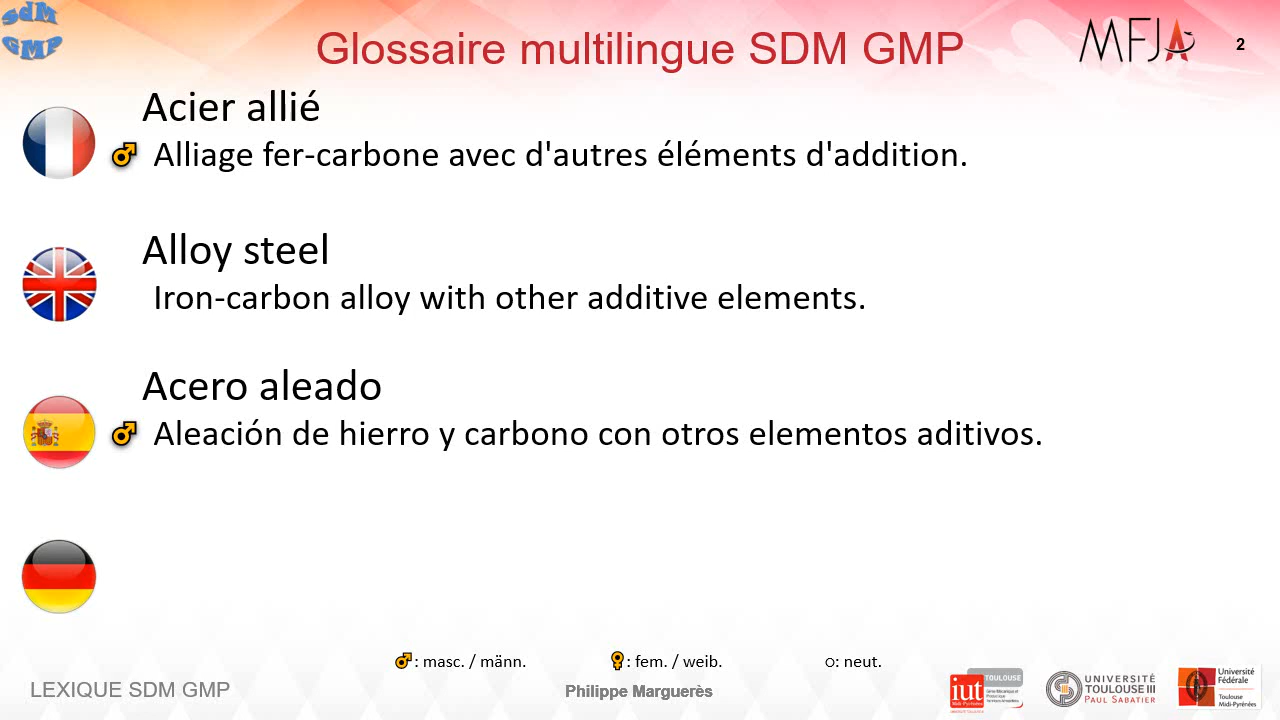 SdM
GMP
Glossaire multilingue SDM GMP
MFJA
2
Acier allié
Alliage fer-carbone avec d'autres éléments d'addition.
Alloy steel
Iron-carbon alloy with other additive elements.
Acero aleado
Aleación de hierro y carbono con otros elementos aditivos.
: masc. / männ.
: fem. / weib.
O: neut.
LEXIQUE SDM GMP
Philippe Marguerès
iut
Midi-Pyrénées
TOULOUSE
UNIVERSITÉ
TOULOUSE III
PAUL SABATIER
Université
Fédérale
Toulouse
Midi-Pyrénées